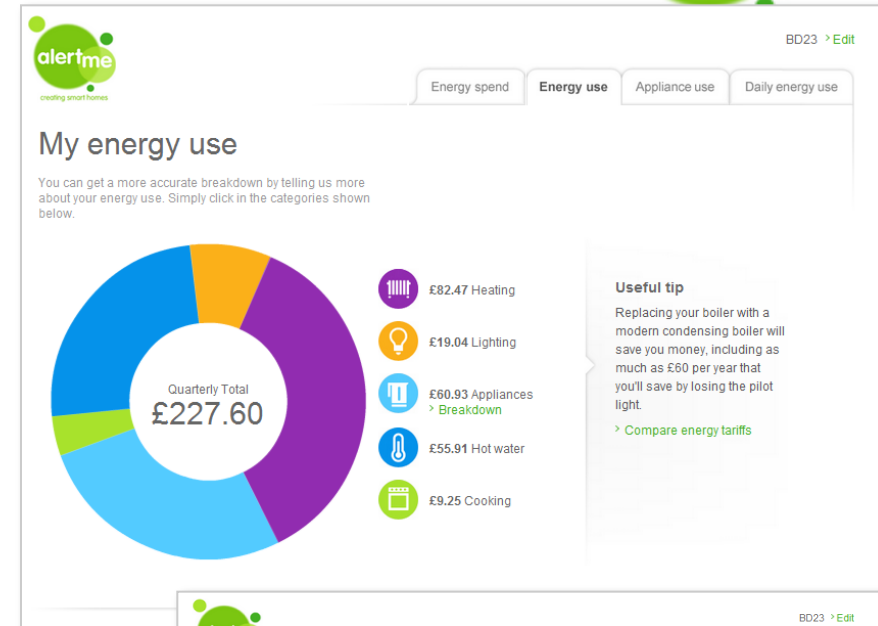 BD23 > Edit
alertme
creating smart homes
Energy spend
Energy use
Appliance use
Daily energy use
My energy use
You can get a more accurate breakdown by telling us more
about your energy use. Simply click in the categories shown
below.
Quarterly Total
£227.60
£82.47 Heating
£19.04 Lighting
£60.93 Appliances
> Breakdown
£55.91 Hot water
£9.25 Cooking
Useful tip
Replacing your boiler with a
modern condensing boiler will
save you money, including as
much as £60 per year that
you'll save by losing the pilot
light.
> Compare energy tariffs
BD23 > Edit